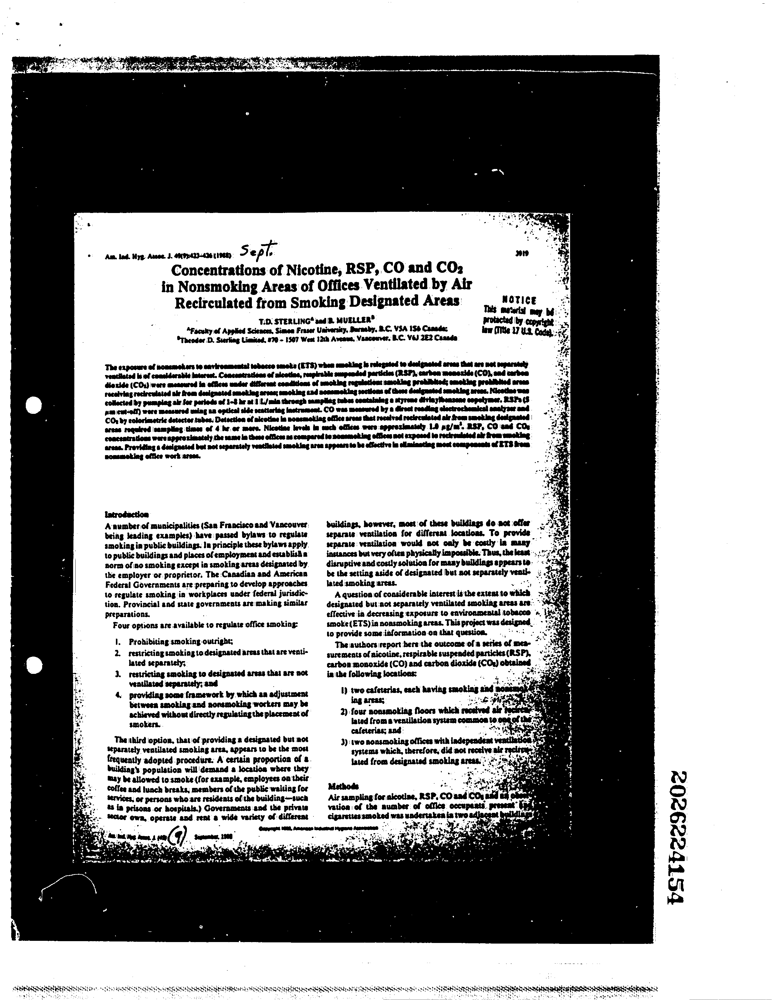 Am. Ind. Hyg. Assoc. J. 49(9):423-426 (1988) Sept.
3919
Concentrations of Nicotine, RSP, CO and CO₂
in Nonsmoking Areas of Offices Ventilated by Air
Recirculated from Smoking Designated Areas
NOTICE
This material may be
protected by copyright
law (Title 17 U.S. Code).
T.D. STERLING^A and B. MUELLER^B
^AFaculty of Applied Sciences, Simon Fraser University, Burnaby, B.C. V5A 1S6 Canada;
^BTheodor D. Sterling Limited, #70 - 1507 West 12th Avenue, Vancouver, B.C. V6J 2E2 Canada
The exposure of nonsmokers to environmental tobacco smoke (ETS) when smoking is relegated to designated areas that are not separately
ventilated is of considerable interest. Concentrations of nicotine, respirable suspended particles (RSP), carbon monoxide (CO), and carbon
dioxide (CO₂) were measured in offices under different conditions of smoking regulation: smoking prohibited; smoking prohibited areas
receiving recirculated air from designated smoking areas; smoking and nonsmoking sections of these designated smoking areas. Nicotine was
collected by pumping air for periods of 1-8 hr at 1 L/min through sampling tubes containing a styrene divinylbenzene copolymer. RSPs (5
μm cut-off) were measured using an optical side scattering instrument. CO was measured by a direct reading electrochemical analyzer and
CO₂ by colorimetric detector tubes. Detection of nicotine in nonsmoking office areas that received recirculated air from smoking designated
areas required sampling times of 4 hr or more. Nicotine levels in such offices were approximately 1.0 μg/m³. RSP, CO and CO₂
concentrations were approximately the same in these offices as compared to nonsmoking offices not exposed to recirculated air from smoking
areas. Providing a designated but not separately ventilated smoking area appears to be effective in eliminating most components of ETS from
nonsmoking office work areas.
Introduction
A number of municipalities (San Francisco and Vancouver
being leading examples) have passed bylaws to regulate
smoking in public buildings. In principle these bylaws apply
to public buildings and places of employment and establish a
norm of no smoking except in smoking areas designated by
the employer or proprietor. The Canadian and American
Federal Governments are preparing to develop approaches
to regulate smoking in workplaces under federal jurisdic-
tion. Provincial and state governments are making similar
preparations.
Four options are available to regulate office smoking:
1. Prohibiting smoking outright;
2. restricting smoking to designated areas that are venti-
lated separately;
3. restricting smoking to designated areas that are not
ventilated separately; and
4. providing some framework by which an adjustment
between smoking and nonsmoking workers may be
achieved without directly regulating the placement of
smokers.
The third option, that of providing a designated but not
separately ventilated smoking area, appears to be the most
frequently adopted procedure. A certain proportion of a
building's population will demand a location where they
may be allowed to smoke (for example, employees on their
coffee and lunch breaks, members of the public waiting for
services, or persons who are residents of the building—such
as in prisons or hospitals.) Governments and the private
sector own, operate and rent a wide variety of different
buildings, however, most of these buildings do not offer
separate ventilation for different locations. To provide
separate ventilation would not only be costly in many
instances but very often physically impossible. Thus, the least
disruptive and costly solution for many buildings appears to
be the setting aside of designated but not separately venti-
lated smoking areas.
A question of considerable interest is the extent to which
designated but not separately ventilated smoking areas are
effective in decreasing exposure to environmental tobacco
smoke (ETS) in nonsmoking areas. This project was designed
to provide some information on that question.
The authors report here the outcome of a series of mea-
surements of nicotine, respirable suspended particles (RSP),
carbon monoxide (CO) and carbon dioxide (CO₂) obtained
in the following locations:
1) two cafeterias, each having smoking and nonsmok-
ing areas;
2) four nonsmoking floors which received air recircu-
lated from a ventilation system common to one of the
cafeterias; and
3) two nonsmoking offices with independent ventilation
systems which, therefore, did not receive air recircu-
lated from designated smoking areas.
Methods
Air sampling for nicotine, RSP, CO and CO₂ and an obser-
vation of the number of office occupants present and
cigarettes smoked was undertaken in two adjacent buildings
Copyright 1988, American Industrial Hygiene Association
Am. Ind. Hyg. Assoc. J. (49) (9) September, 1988
2026224154